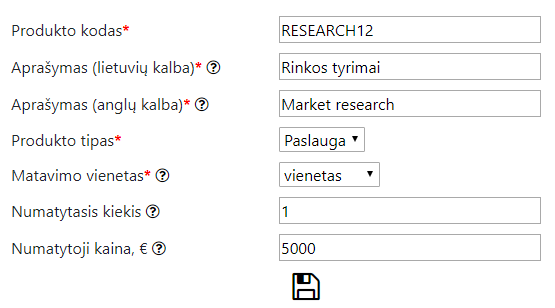 Produkto kodas* RESEARCH12
Aprašymas (lietuvių kalba)* Rinkos tyrimai
Aprašymas (anglų kalba)* Market research
Produkto tipas* Paslauga
Matavimo vienetas* vienetas
Numatytasis kiekis 1
Numatytoji kaina, € 5000